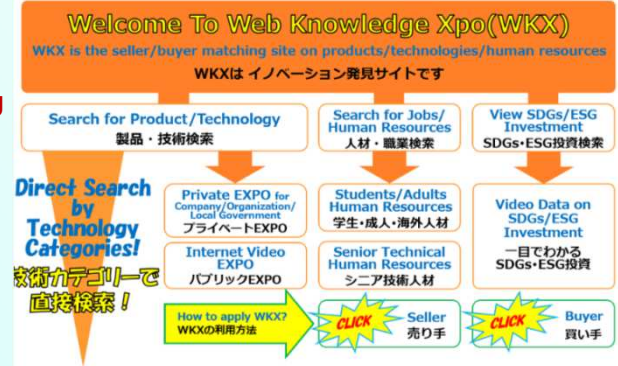 Welcome To Web Knowledge Xpo(WKX)
WKX is the seller/buyer matching site on products/technologies/human resources
WKXは イノベーション発見サイトです
Search for Product/Technology
製品・技術検索
Search for Jobs/
Human Resources
人材・職業検索
View SDGs/ESG
Investment
SDGs・ESG投資検索
Direct Search
by
Technology
Categories!
技術カテゴリーで
直接検索！
Private EXPO for
Company/Organization/
Local Government
プライベートEXPO
Students/Adults
Human Resources
学生・成人・海外人材
Video Data on
SDGs/ESG
Investment
一目でわかる
SDGs・ESG投資
Internet Video
EXPO
パブリックEXPO
Senior Technical
Human Resources
シニア技術人材
How to apply WKX?
WKXの利用方法
CLICK
Seller
売り手
CLICK
Buyer
買い手